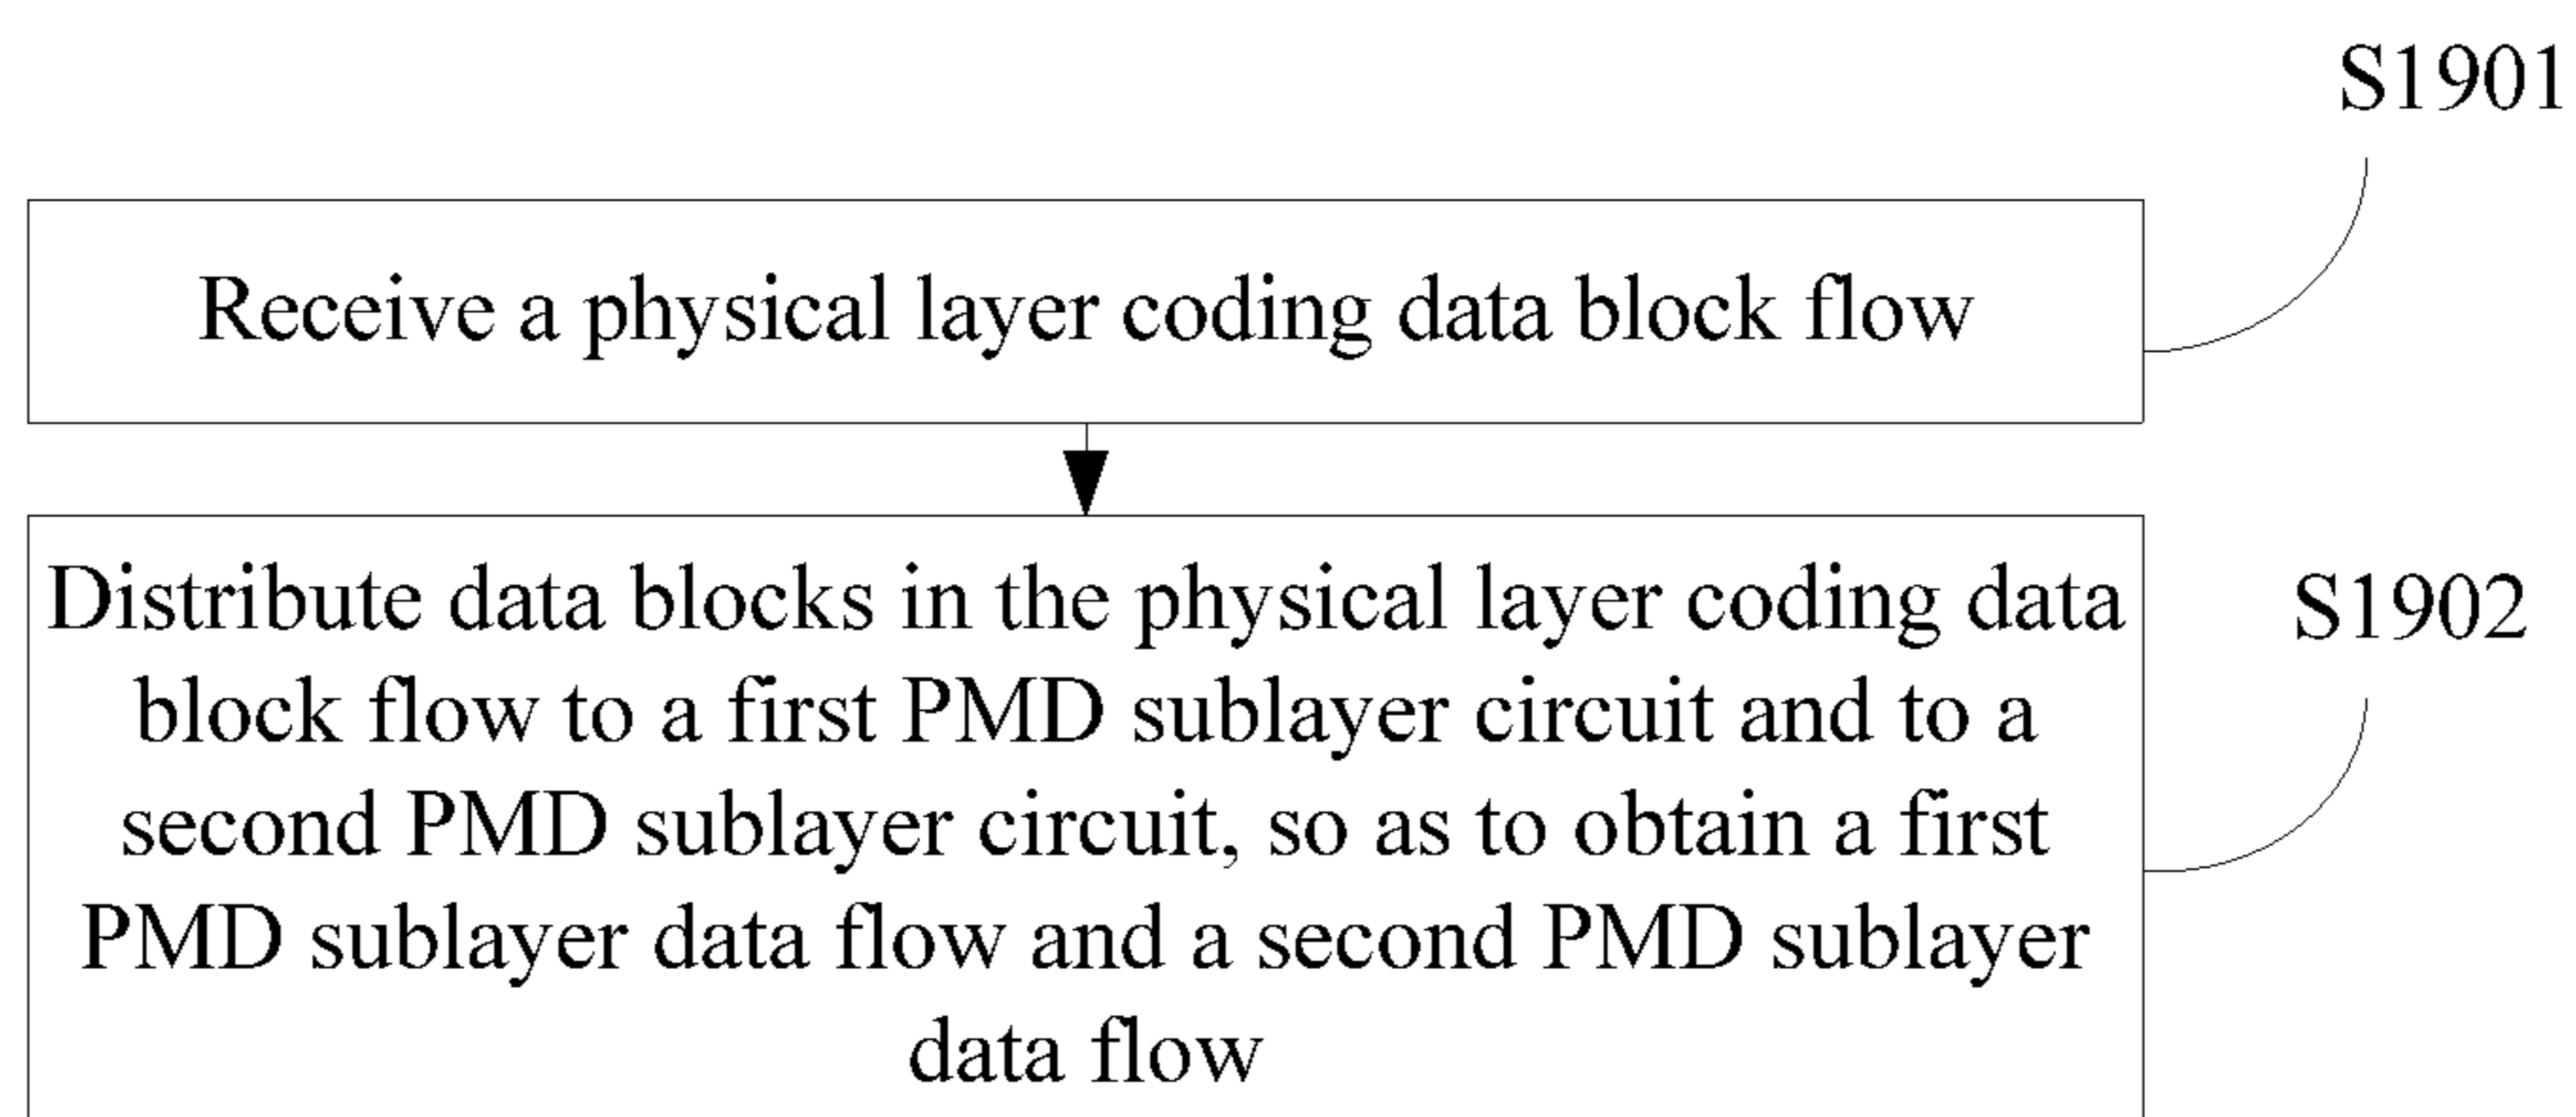 S1901
Receive a physical layer coding data block flow
Distribute data blocks in the physical layer coding data
S1902
block flow to a first PMD sublayer circuit and to a
second PMD sublayer circuit, so as to obtain a first
PMD sublayer data flow and a second PMD sublayer
data flow